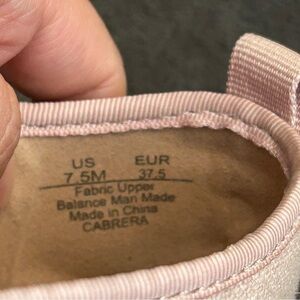 US EUR
7.5M 37.5
Fabric Upper
Balance Man Made
Made in China
CABRERA